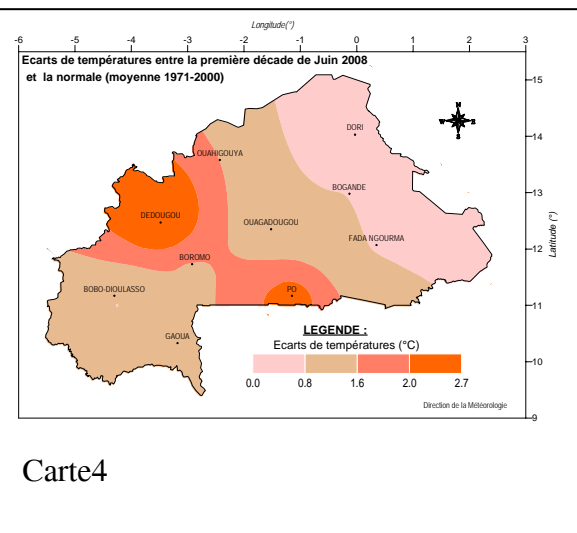 Longitude(°)
-6 -5 -4 -3 -2 -1 0 1 2 3
Ecarts de températures entre la première décade de Juin 2008
et la normale (moyenne 1971-2000)
15
N
W E
S
DORI
14
OUAHIGOUYA
BOGANDE
13
DEDOUGOU
OUAGADOUGOU
FADA NGOURMA
Latitude (°)
12
BOROMO
BOBO-DIOULASSO
PO
11
LEGENDE :
GAOUA
Ecarts de températures (°C)
10
0.0 0.8 1.6 2.0 2.7
Direction de la Météorologie
9
Carte4